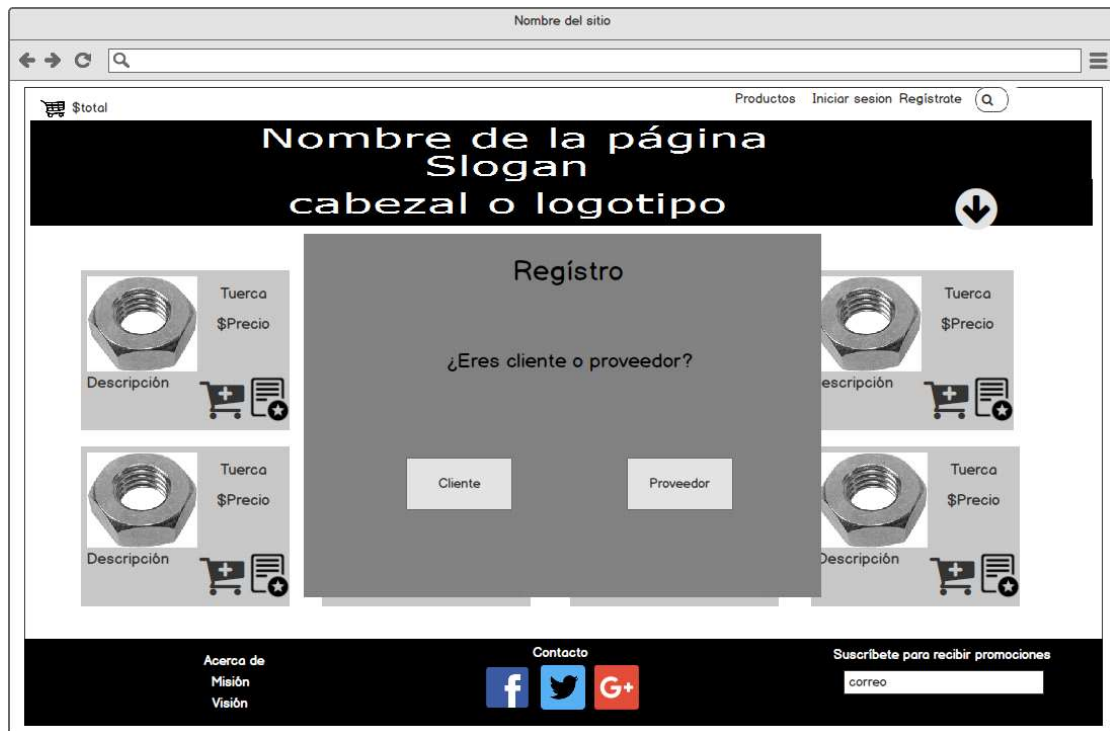 Nombre del sitio
$total
Productos Iniciar sesion Regístrate
Nombre de la página
Slogan
cabezal o logotipo
Regístro
¿Eres cliente o proveedor?
Cliente
Proveedor
Tuerca
$Precio
Descripción
Tuerca
$Precio
escripción
Tuerca
$Precio
Descripción
Tuerca
$Precio
Descripción
Acerca de
Misión
Visión
Contacto
f
G+
Suscríbete para recibir promociones
correo